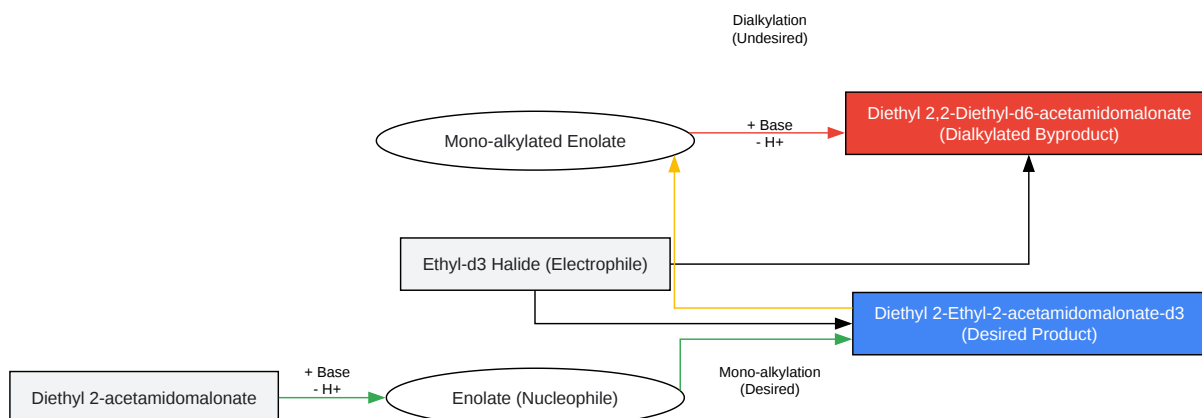 Dialkylation
(Undesired)
Diethyl 2,2-Diethyl-d6-acetamidomalonate
(Dialkylated Byproduct)
+ Base
- H+
Mono-alkylated Enolate
Ethyl-d3 Halide (Electrophile)
Diethyl 2-Ethyl-2-acetamidomalonate-d3
(Desired Product)
+ Base
- H+
Mono-alkylation
(Desired)
Diethyl 2-acetamidomalonate
Enolate (Nucleophile)